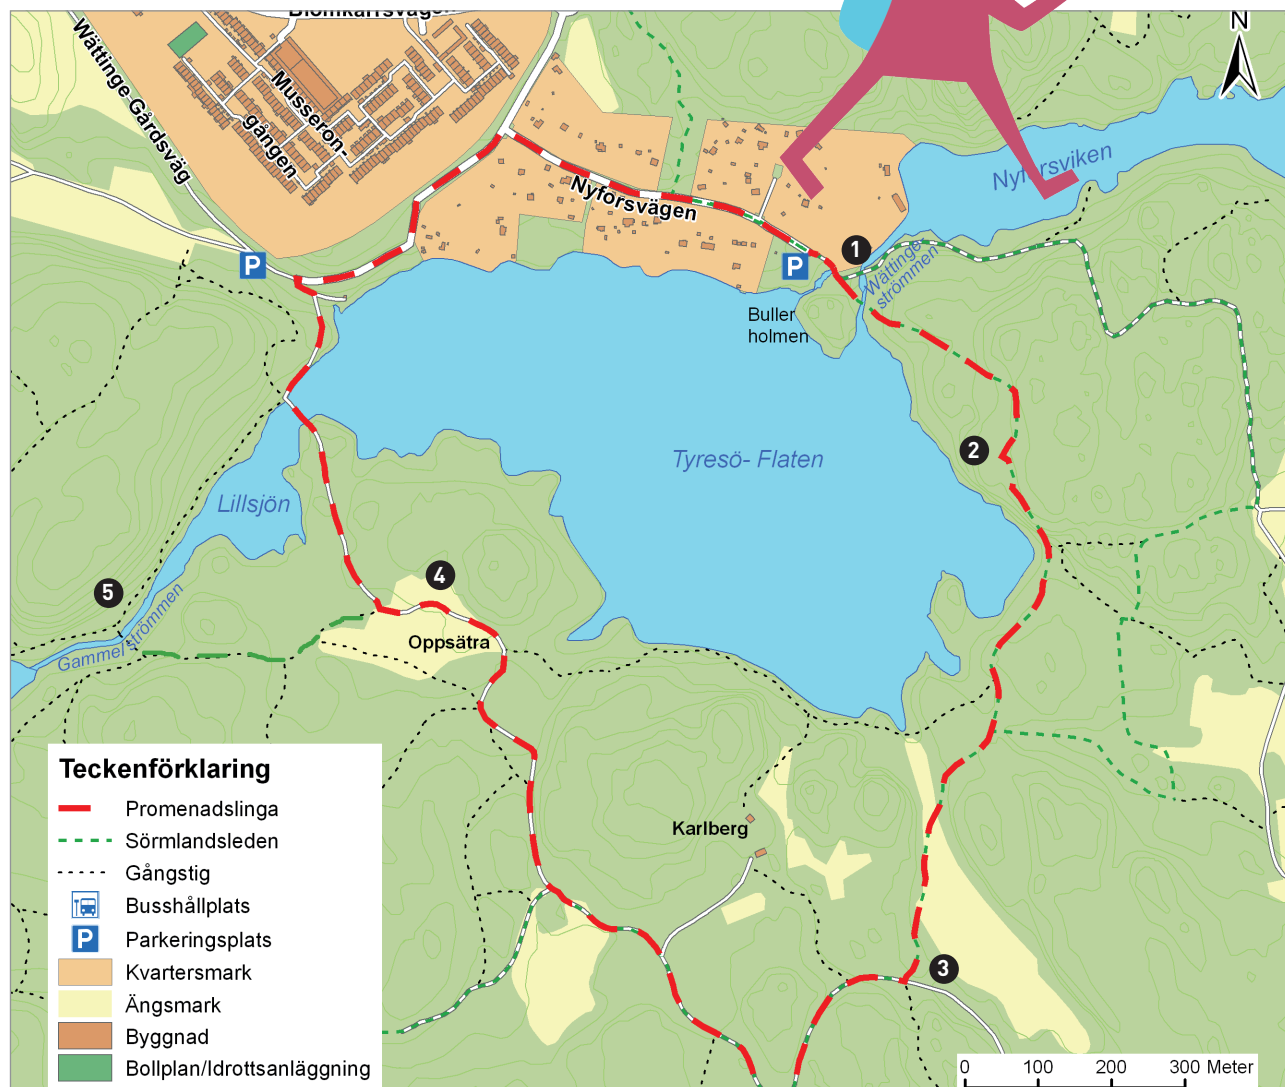 Blomkarrsvägen
Wättinge Gårdsväg
Musseron-
gången
N
Nyforsviken
Nyforsvägen
P
P
1
Wättinge
strömmen
Buller
holmen
2
Tyresö- Flaten
Lillsjön
5
4
Gammel strömmen
Oppsätra
Karlberg
3
Teckenförklaring
Promenadslinga
Sörmlandsleden
Gångstig
Busshållplats
P Parkeringsplats
Kvartersmark
Ängsmark
Byggnad
Bollplan/Idrottsanläggning
0 100 200 300 Meter